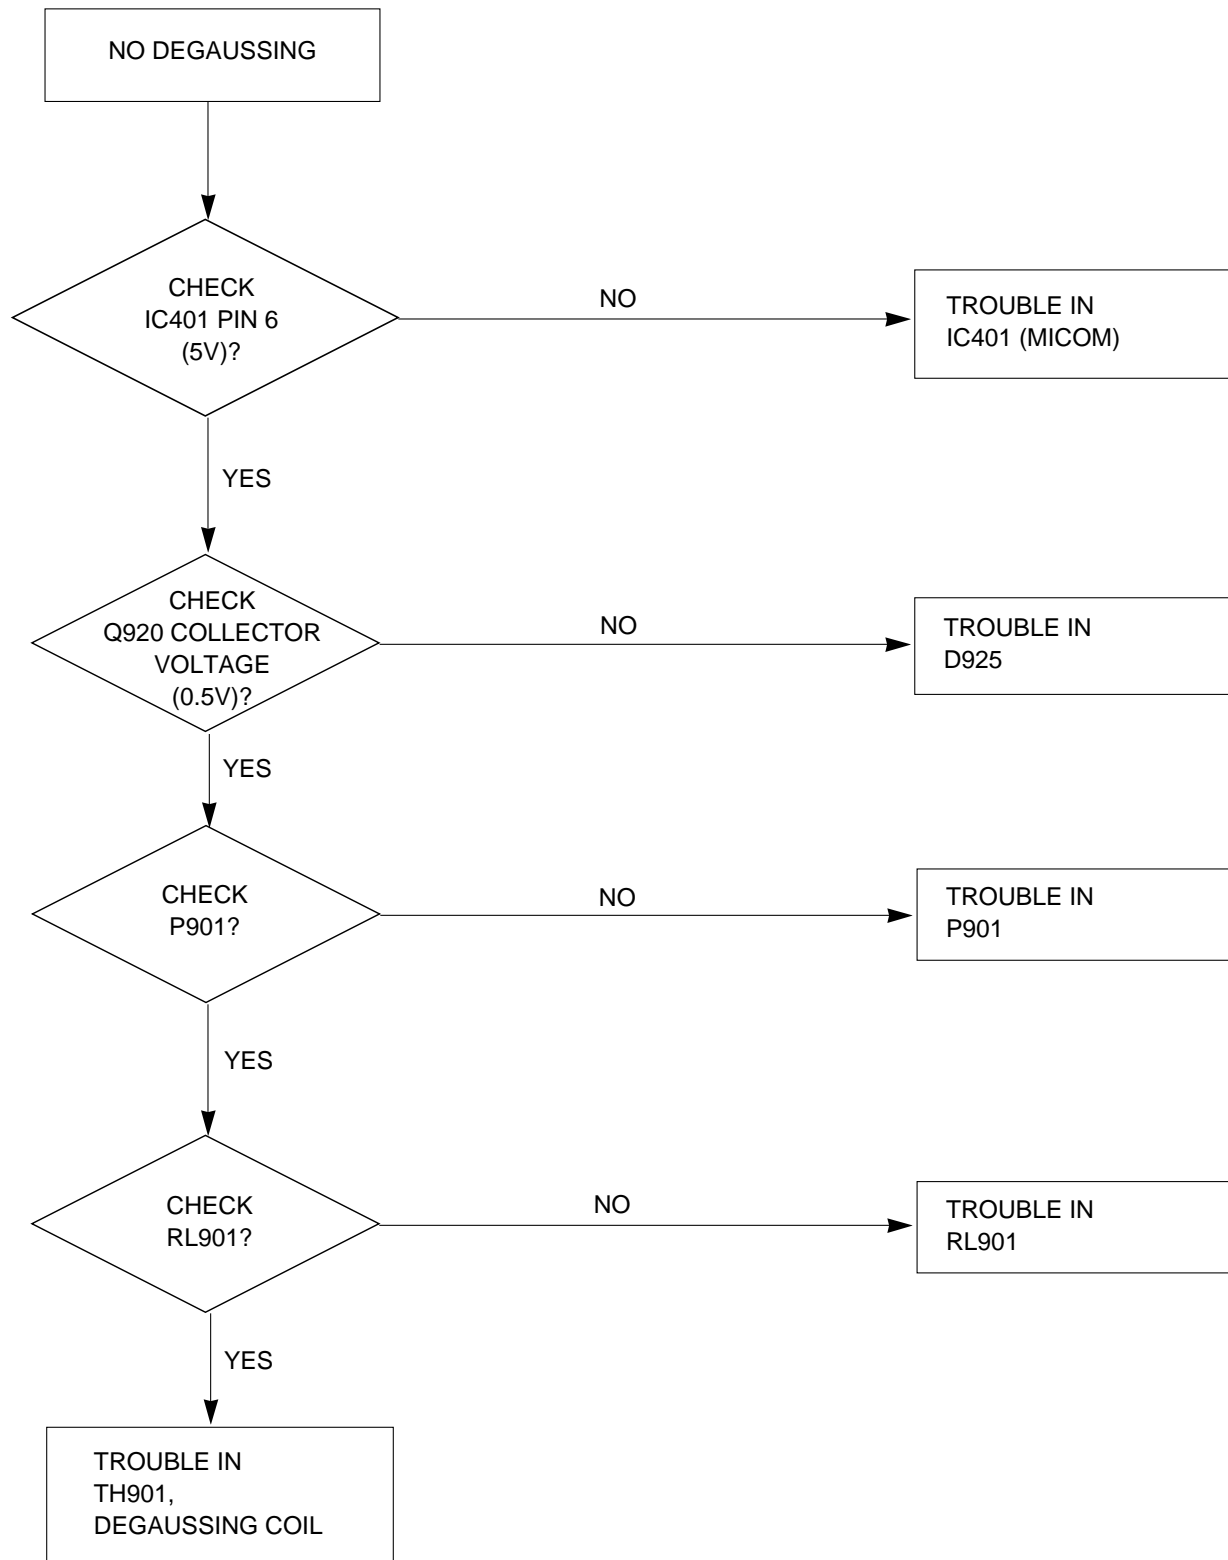 NO DEGAUSSING
CHECK
IC401 PIN 6
(5V)?
NO
TROUBLE IN
IC401 (MICOM)
YES
CHECK
Q920 COLLECTOR
VOLTAGE
(0.5V)?
NO
TROUBLE IN
D925
YES
CHECK
P901?
NO
TROUBLE IN
P901
YES
CHECK
RL901?
NO
TROUBLE IN
RL901
YES
TROUBLE IN
TH901,
DEGAUSSING COIL